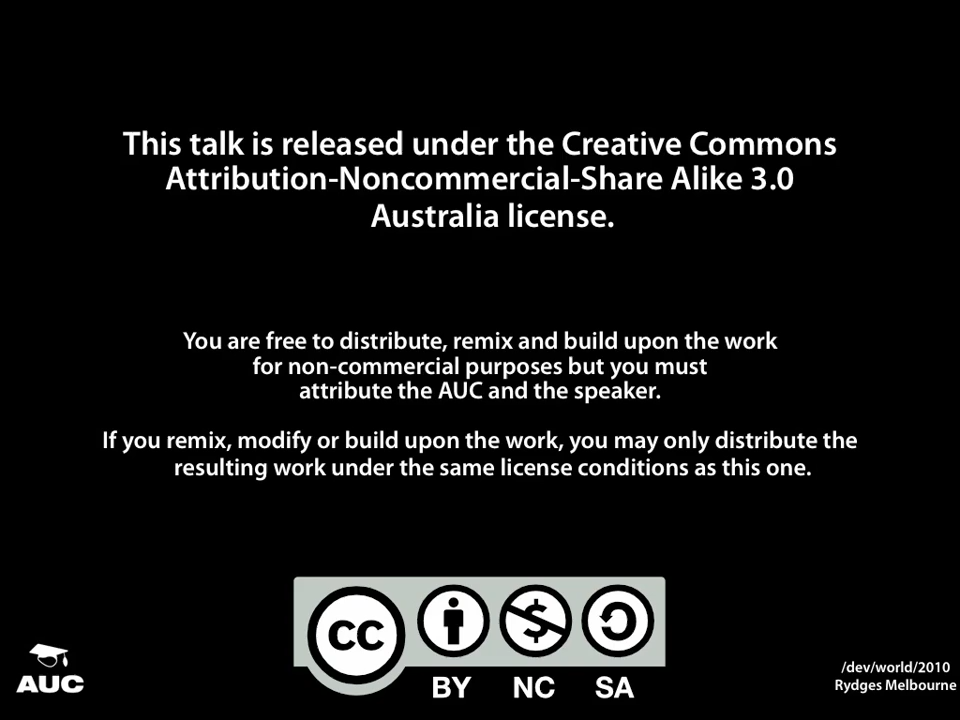 This talk is released under the Creative Commons
Attribution-Noncommercial-Share Alike 3.0
Australia license.
You are free to distribute, remix and build upon the work
for non-commercial purposes but you must
attribute the AUC and the speaker.
If you remix, modify or build upon the work, you may only distribute the
resulting work under the same license conditions as this one.
cc
BY NC SA
AUC
/dev/world/2010
Rydges Melbourne